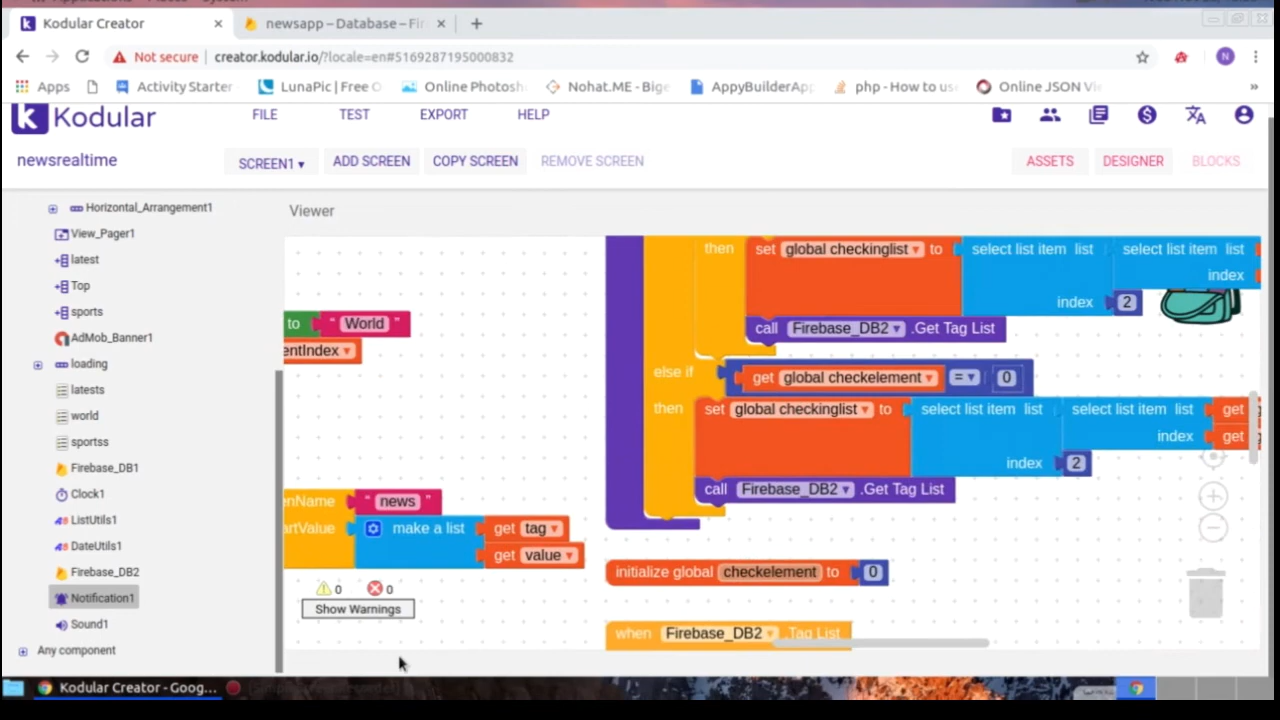 Kodular Creator
newsapp – Database – Fir
Not secure
creator.kodular.io/?locale=en#5169287195000832
N
Apps
Activity Starter
LunaPic | Free O
Online Photosh
Nohat.ME - Bige
AppyBuilderApp
php - How to us
Online JSON Vi
»
Kodular
FILE
TEST
EXPORT
HELP
newsrealtime
SCREEN1
ADD SCREEN
COPY SCREEN
REMOVE SCREEN
ASSETS
DESIGNER
BLOCKS
Horizontal_Arrangement1
View_Pager1
latest
Top
sports
AdMob_Banner1
loading
latests
world
sportss
Firebase_DB1
Clock1
ListUtils1
DateUtils1
Firebase_DB2
Notification1
Sound1
Any component
Viewer
to " World "
entIndex
enName " news "
artValue make a list get tag
get value
0 0
Show Warnings
then set global checkinglist to select list item list select list item list
index
index 2
call Firebase_DB2 .Get Tag List
else if get global checkelement = 0
then set global checkinglist to select list item list select list item list get
index get
index 2
call Firebase_DB2 .Get Tag List
initialize global checkelement to 0
when Firebase_DB2 .Tag List
Kodular Creator - Goog...